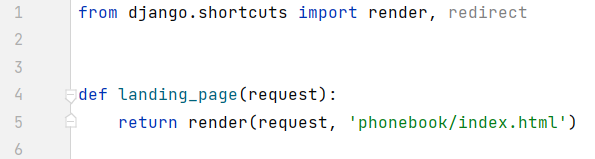 1 from django.shortcuts import render, redirect
2
3
4 def landing_page(request):
5     return render(request, 'phonebook/index.html')
6